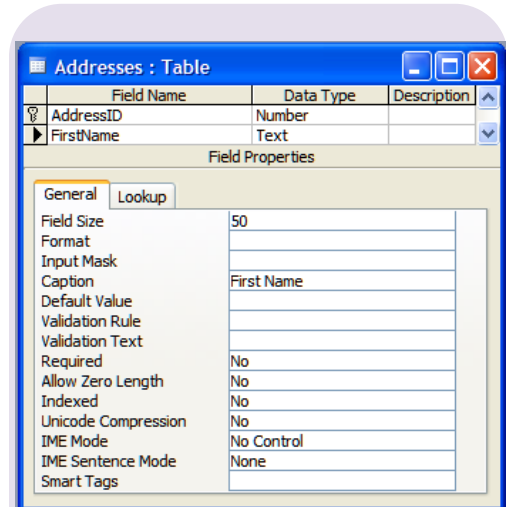 Addresses : Table
Field Name Data Type Description
AddressID Number
FirstName Text
Field Properties
General Lookup
Field Size 50
Format
Input Mask
Caption First Name
Default Value
Validation Rule
Validation Text
Required No
Allow Zero Length No
Indexed No
Unicode Compression No
IME Mode No Control
IME Sentence Mode None
Smart Tags